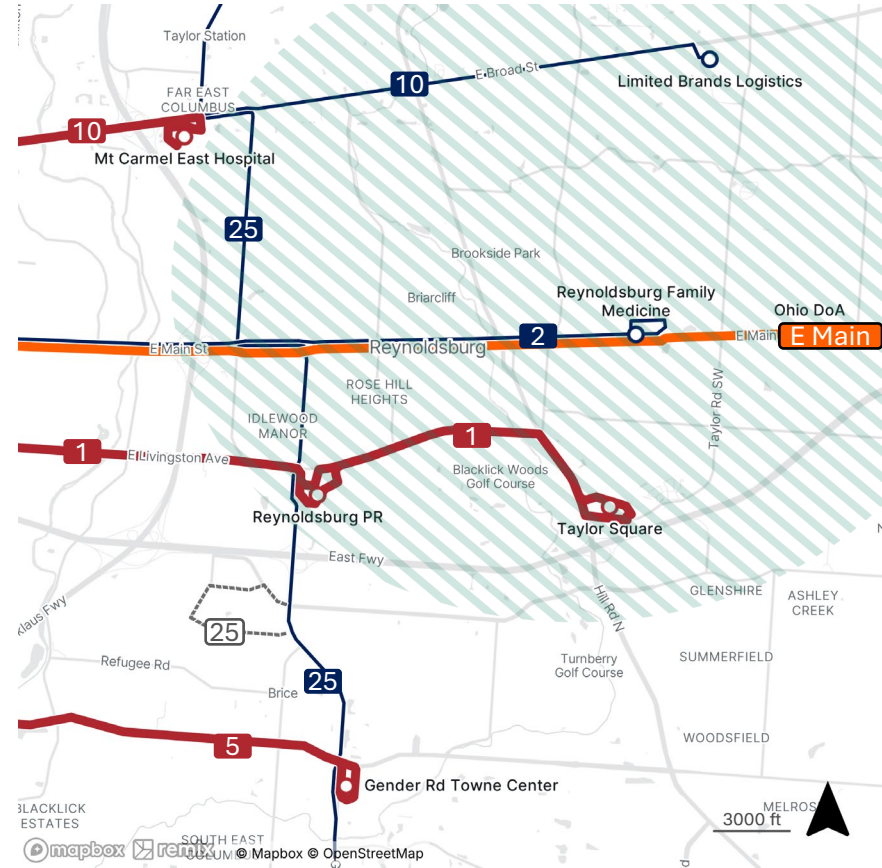 Taylor Station
E Broad St
10
Limited Brands Logistics
FAR EAST
COLUMBUS
10
Mt Carmel East Hospital
25
Brookside Park
Briarcliff
Reynoldsburg Family
Medicine
Ohio DoA
E Main St
Reynoldsburg
2
E Main
E Main
ROSE HILL
HEIGHTS
Taylor Rd SW
IDLEWOOD
MANOR
1
1
E Livingston Ave
Blacklick Woods
Golf Course
Reynoldsburg PR
Taylor Square
East Fwy
GLENSHIRE
ASHLEY
CREEK
Hill Rd N
klaus Fwy
25
Refugee Rd
Turnberry
Golf Course
SUMMERFIELD
25
Brice
WOODSFIELD
5
Gender Rd Towne Center
3000 ft
MELROS
BLACKLICK
ESTATES
SOUTH EAST
mapbox remix © Mapbox © OpenStreetMap